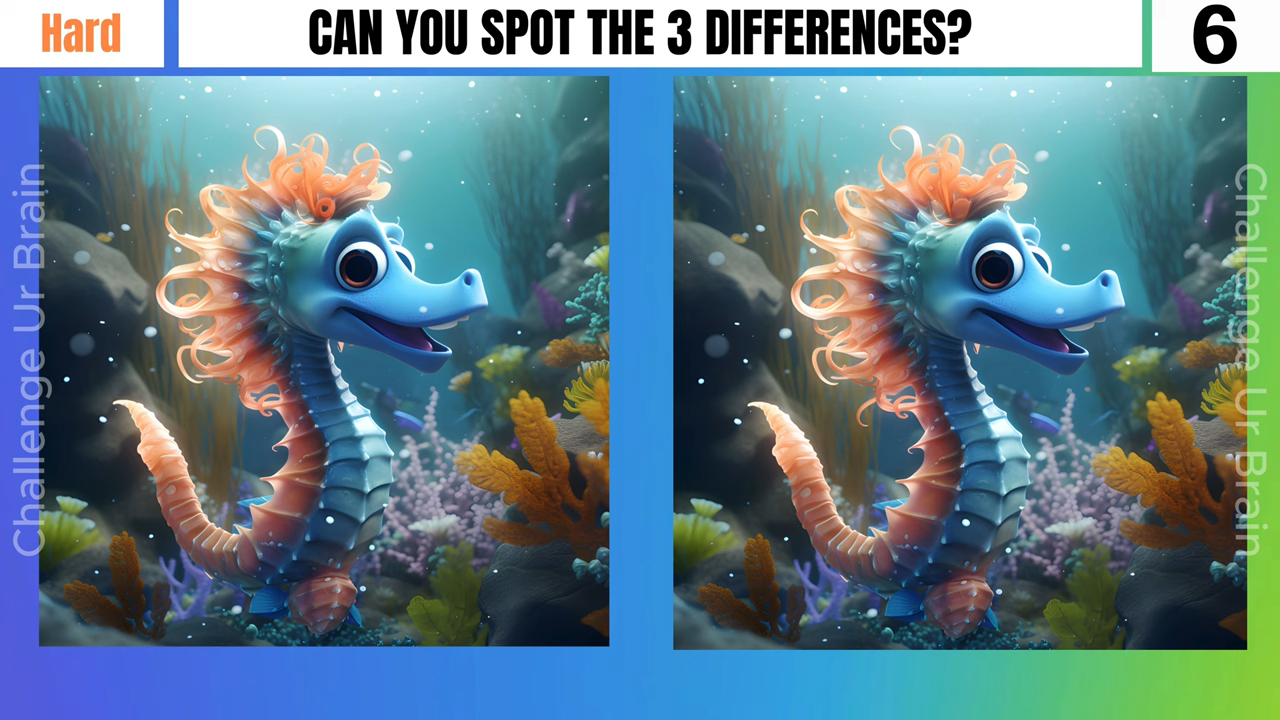 Hard
CAN YOU SPOT THE 3 DIFFERENCES?
6
Challenge Ur Brain
Challenge Ur Brain